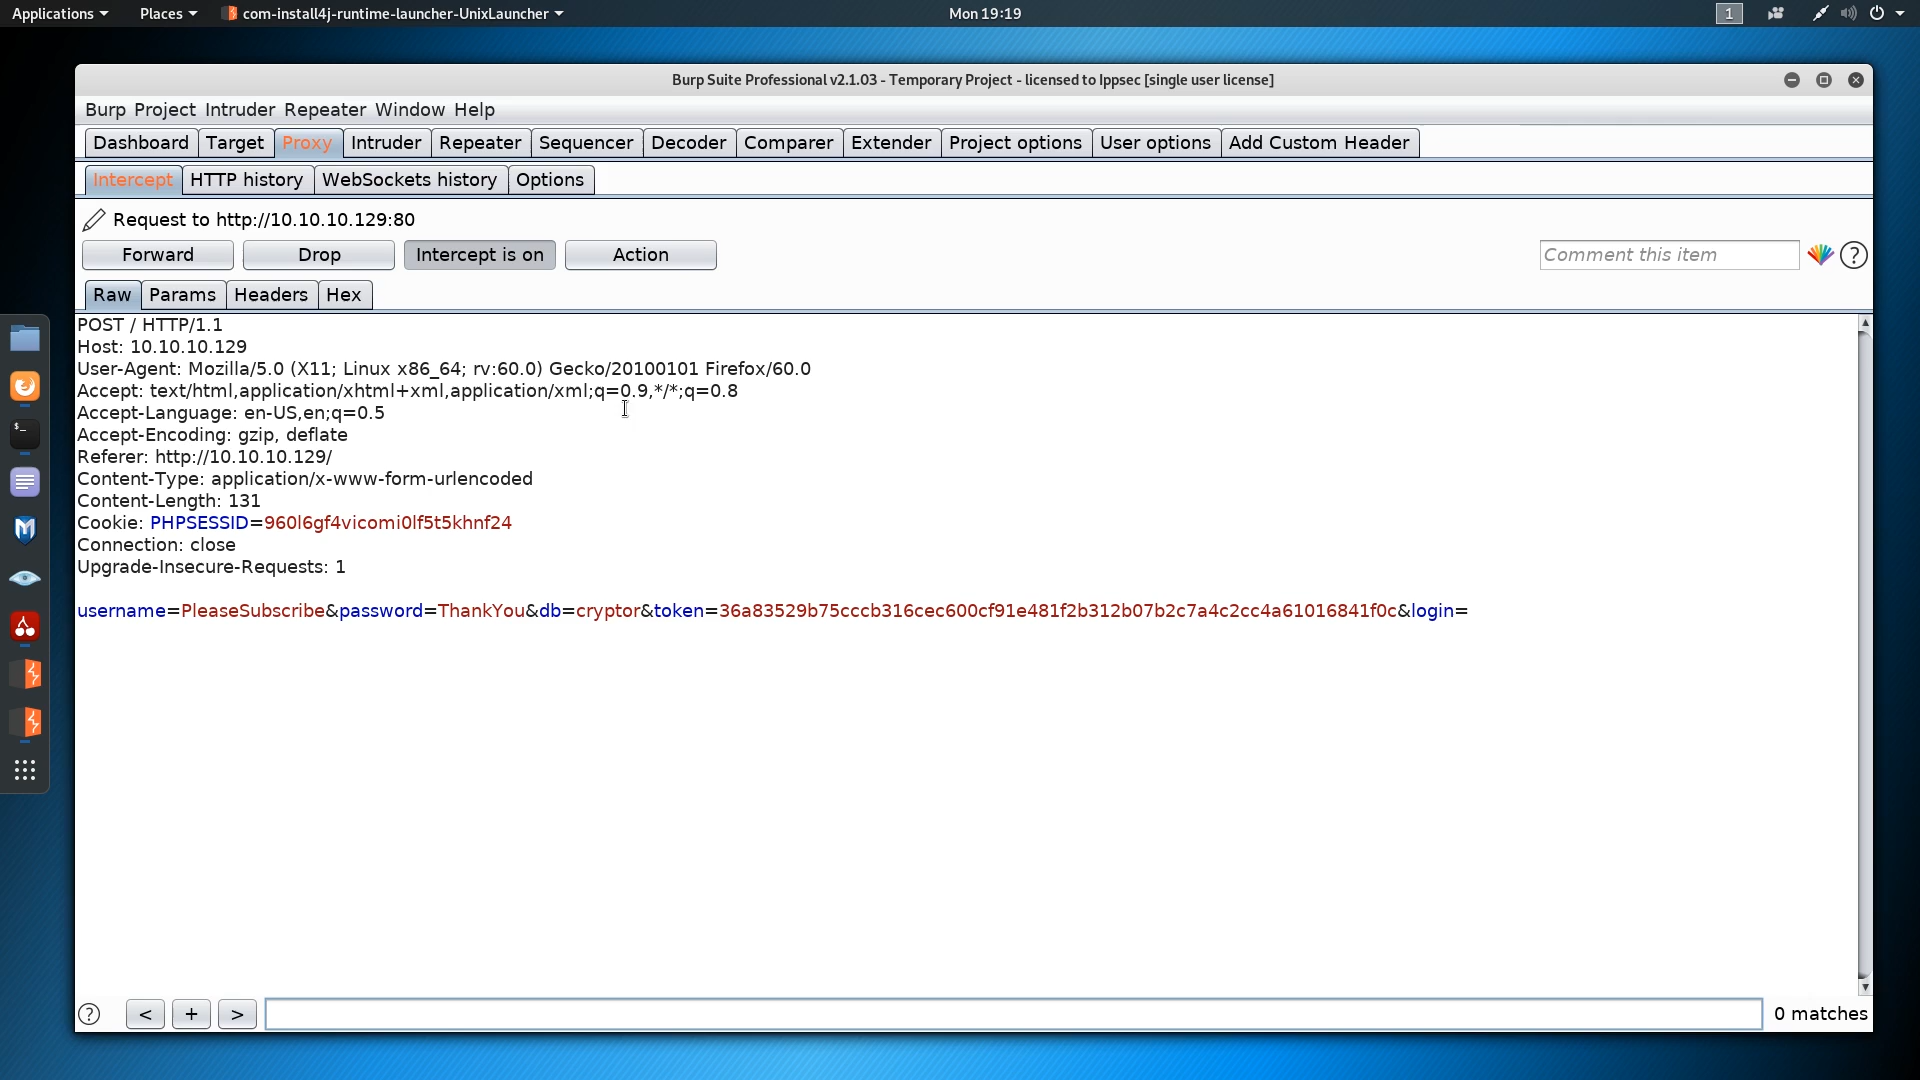 Applications Places com-install4j-runtime-launcher-UnixLauncher Mon 19:19 1
Burp Suite Professional v2.1.03 - Temporary Project - licensed to Ippsec [single user license]
Burp Project Intruder Repeater Window Help
Dashboard Target Proxy Intruder Repeater Sequencer Decoder Comparer Extender Project options User options Add Custom Header
Intercept HTTP history WebSockets history Options
Request to http://10.10.10.129:80
Forward Drop Intercept is on Action Comment this item ?
Raw Params Headers Hex
POST / HTTP/1.1
Host: 10.10.10.129
User-Agent: Mozilla/5.0 (X11; Linux x86_64; rv:60.0) Gecko/20100101 Firefox/60.0
Accept: text/html,application/xhtml+xml,application/xml;q=0.9,*/*;q=0.8
Accept-Language: en-US,en;q=0.5
Accept-Encoding: gzip, deflate
Referer: http://10.10.10.129/
Content-Type: application/x-www-form-urlencoded
Content-Length: 131
Cookie: PHPSESSID=960l6gf4vicomi0lf5t5khnf24
Connection: close
Upgrade-Insecure-Requests: 1
username=PleaseSubscribe&password=ThankYou&db=cryptor&token=36a83529b75cccb316cec600cf91e481f2b312b07b2c7a4c2cc4a61016841f0c&login=
? < + > 0 matches